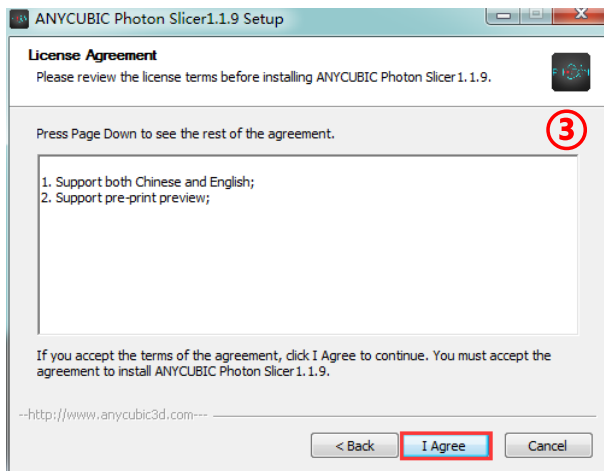 ANYCUBIC Photon Slicer1.1.9 Setup
License Agreement
Please review the license terms before installing ANYCUBIC Photon Slicer1.1.9.
③
Press Page Down to see the rest of the agreement.
1. Support both Chinese and English;
2. Support pre-print preview;
If you accept the terms of the agreement, click I Agree to continue. You must accept the
agreement to install ANYCUBIC Photon Slicer1.1.9.
--http://www.anycubic3d.com---
< Back I Agree Cancel